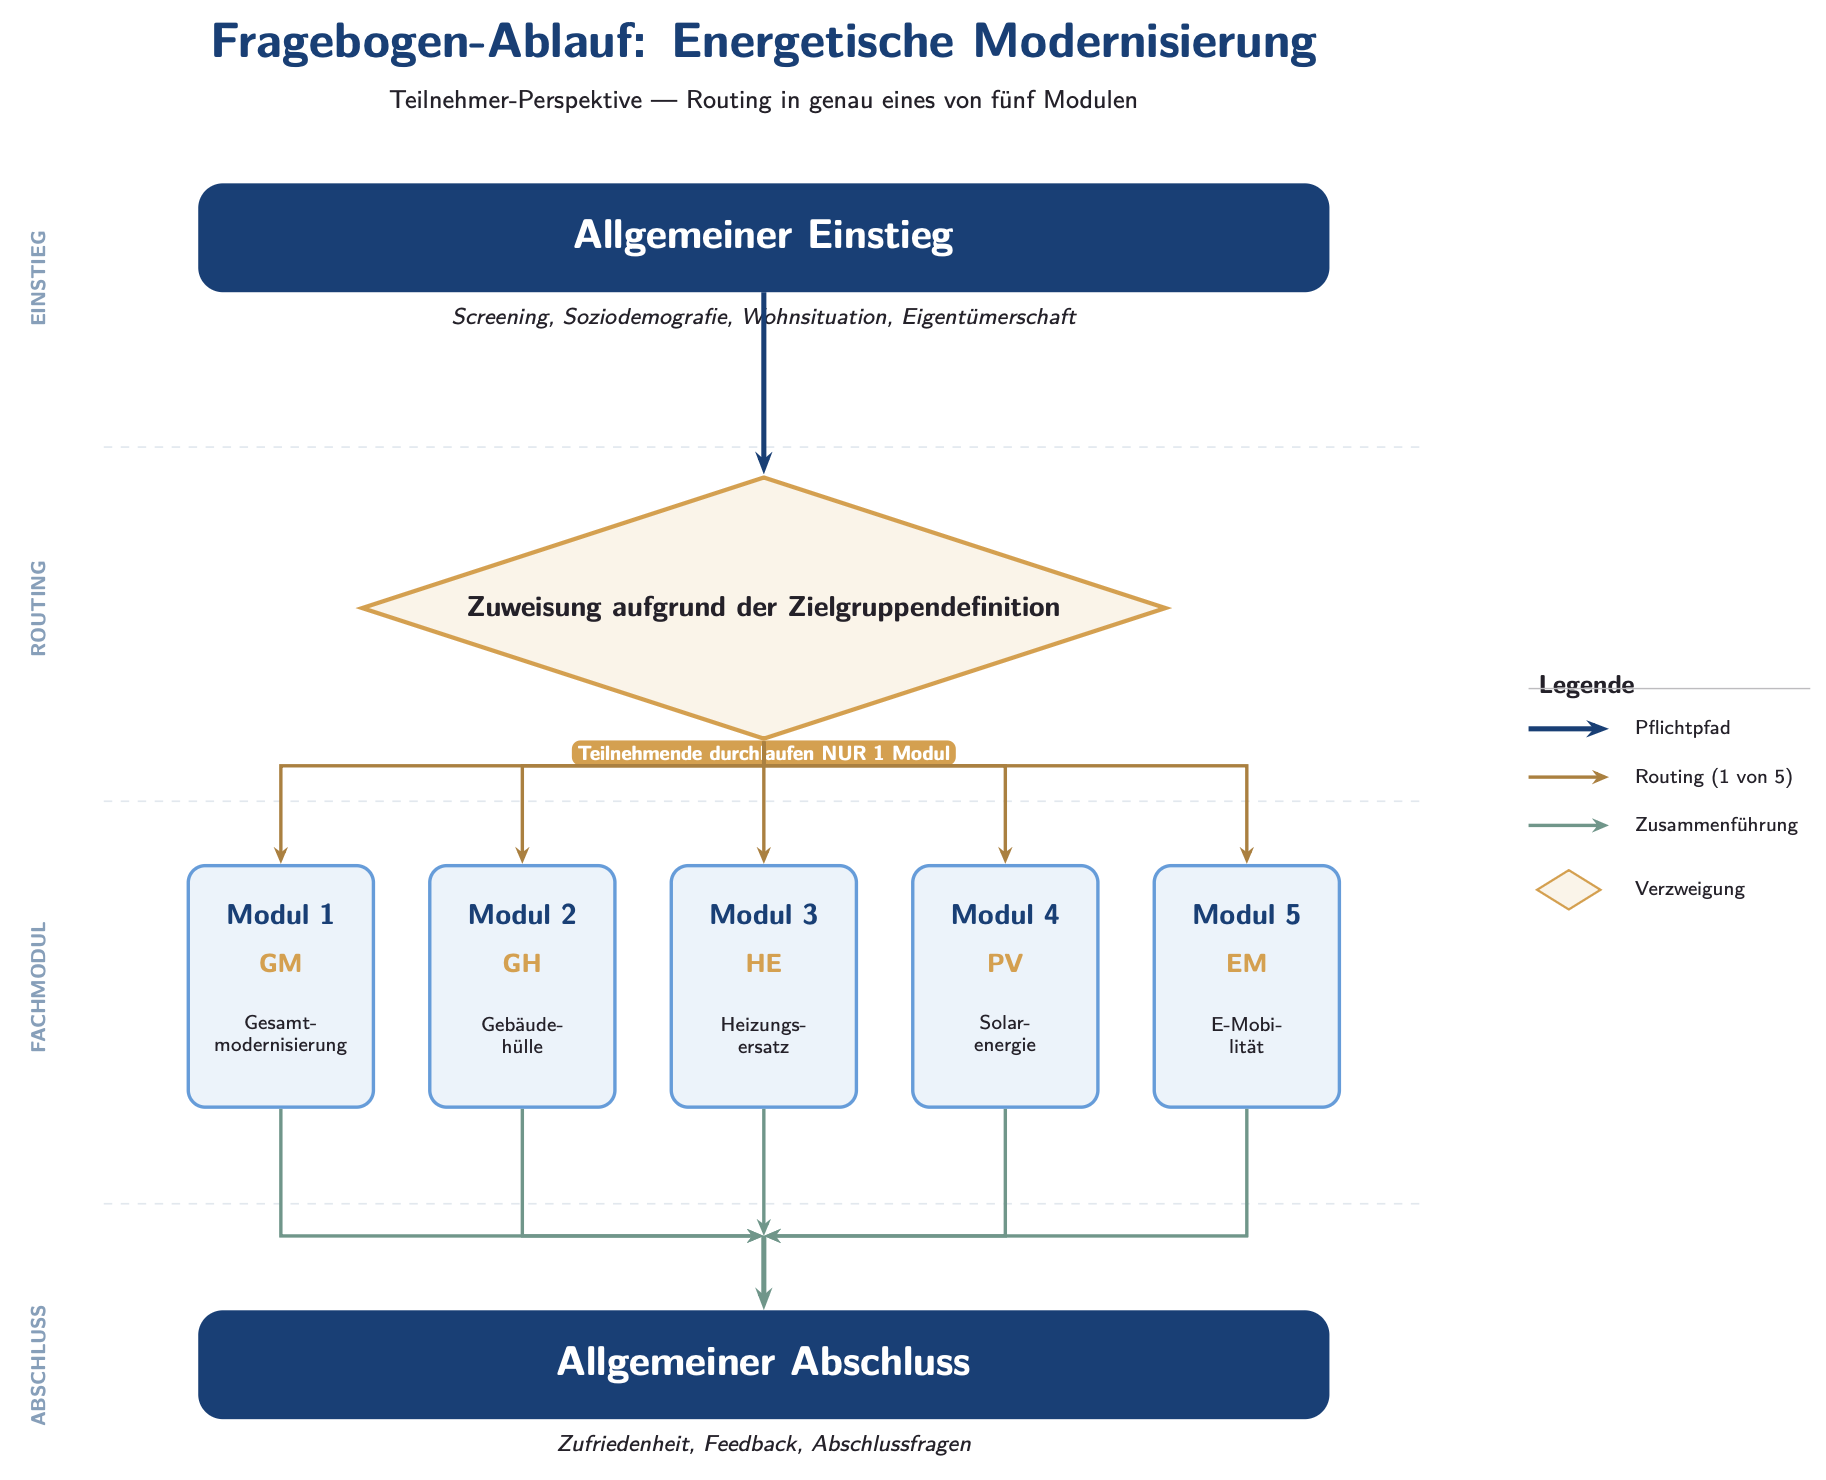 Fragebogen-Ablauf: Energetische Modernisierung
Teilnehmer-Perspektive — Routing in genau eines von fünf Modulen
EINSTIEG
Allgemeiner Einstieg
Screening, Soziodemografie, Wohnsituation, Eigentümerschaft
ROUTING
Zuweisung aufgrund der Zielgruppendefinition
Teilnehmende durchlaufen NUR 1 Modul
Legende
Pflichtpfad
Routing (1 von 5)
Zusammenführung
Verzweigung
FACHMODUL
Modul 1
GM
Gesamt-
modernisierung
Modul 2
GH
Gebäude-
hülle
Modul 3
HE
Heizungs-
ersatz
Modul 4
PV
Solar-
energie
Modul 5
EM
E-Mobi-
lität
ABSCHLUSS
Allgemeiner Abschluss
Zufriedenheit, Feedback, Abschlussfragen